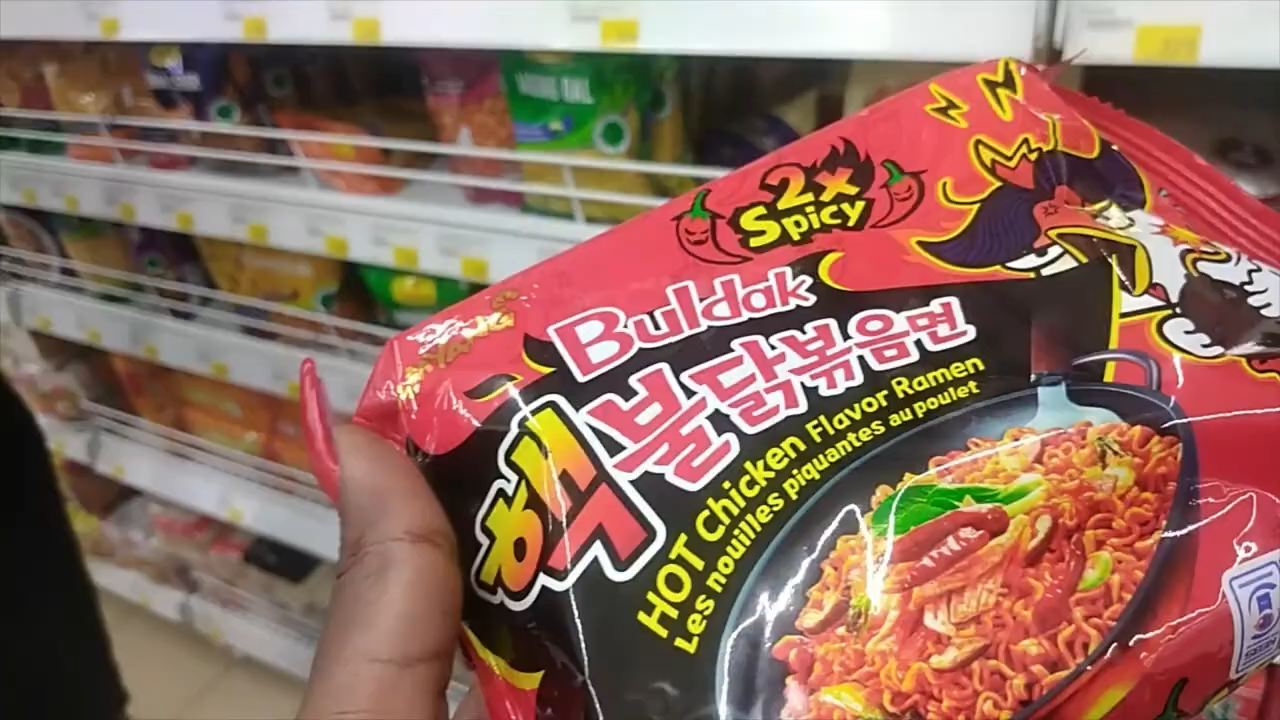 2x
Spicy
Buldak
핵불닭볶음면
HOT Chicken Flavor Ramen
Les nouilles piquantes au poulet